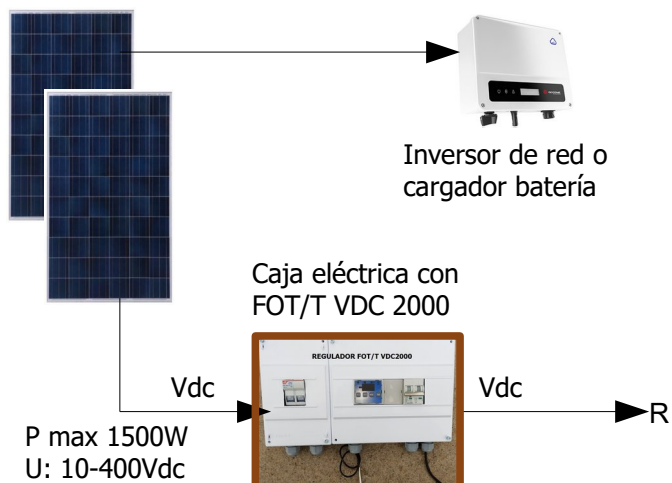 Inversor de red o
cargador batería
Caja eléctrica con
FOT/T VDC 2000
REGULADOR FOT/T VDC2000
Vdc
Vdc
R
P max 1500W
U: 10-400Vdc